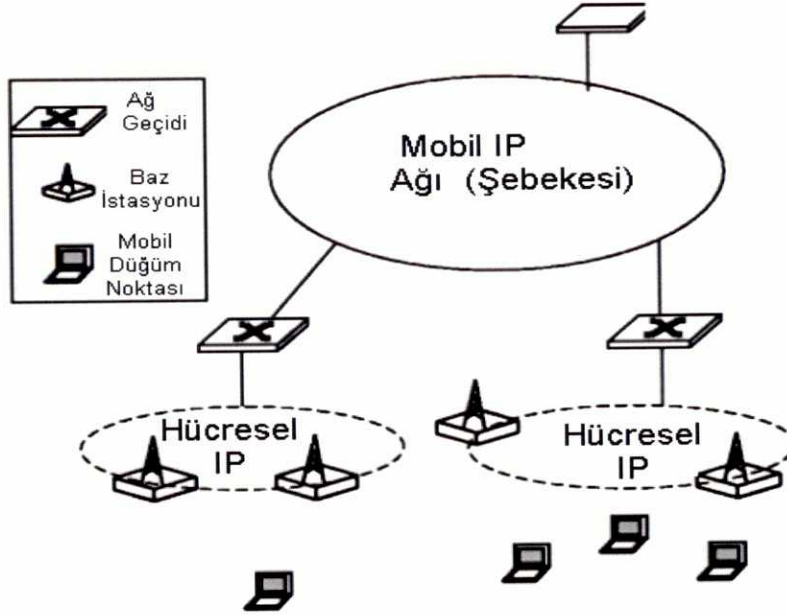 Mobil IP
Ağı (Şebekesi)
Ağ
Geçidi
Baz
İstasyonu
Mobil
Düğüm
Noktası
Hücresel
IP
Hücresel
IP